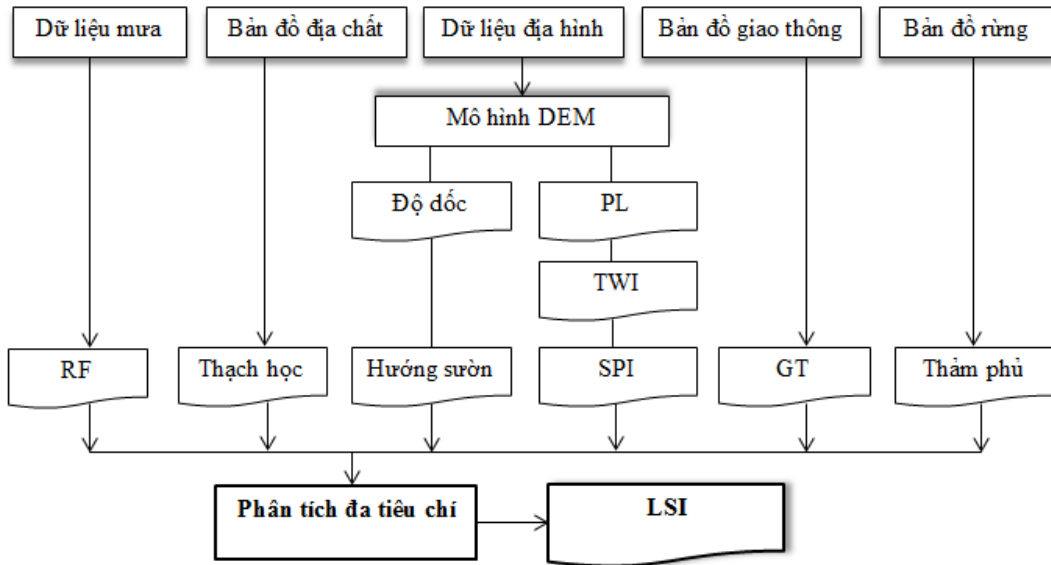 Dữ liệu mưa
Bản đồ địa chất
Dữ liệu địa hình
Bản đồ giao thông
Bản đồ rừng
Mô hình DEM
Độ dốc
PL
TWI
RF
Thạch học
Hướng sườn
SPI
GT
Thảm phủ
Phân tích đa tiêu chí
LSI